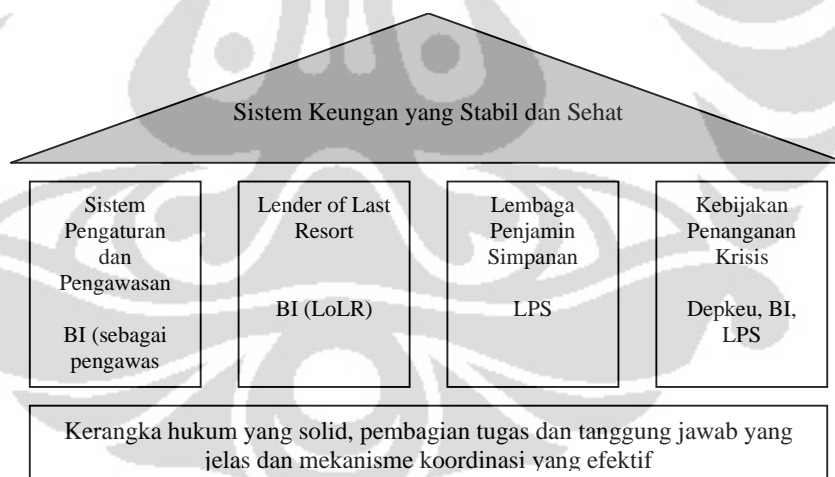 Sistem Keungan yang Stabil dan Sehat
Sistem
Pengaturan
dan
Pengawasan
BI (sebagai
pengawas
Lender of Last
Resort
BI (LoLR)
Lembaga
Penjamin
Simpanan
LPS
Kebijakan
Penanganan
Krisis
Depkeu, BI,
LPS
Kerangka hukum yang solid, pembagian tugas dan tanggung jawab yang
jelas dan mekanisme koordinasi yang efektif